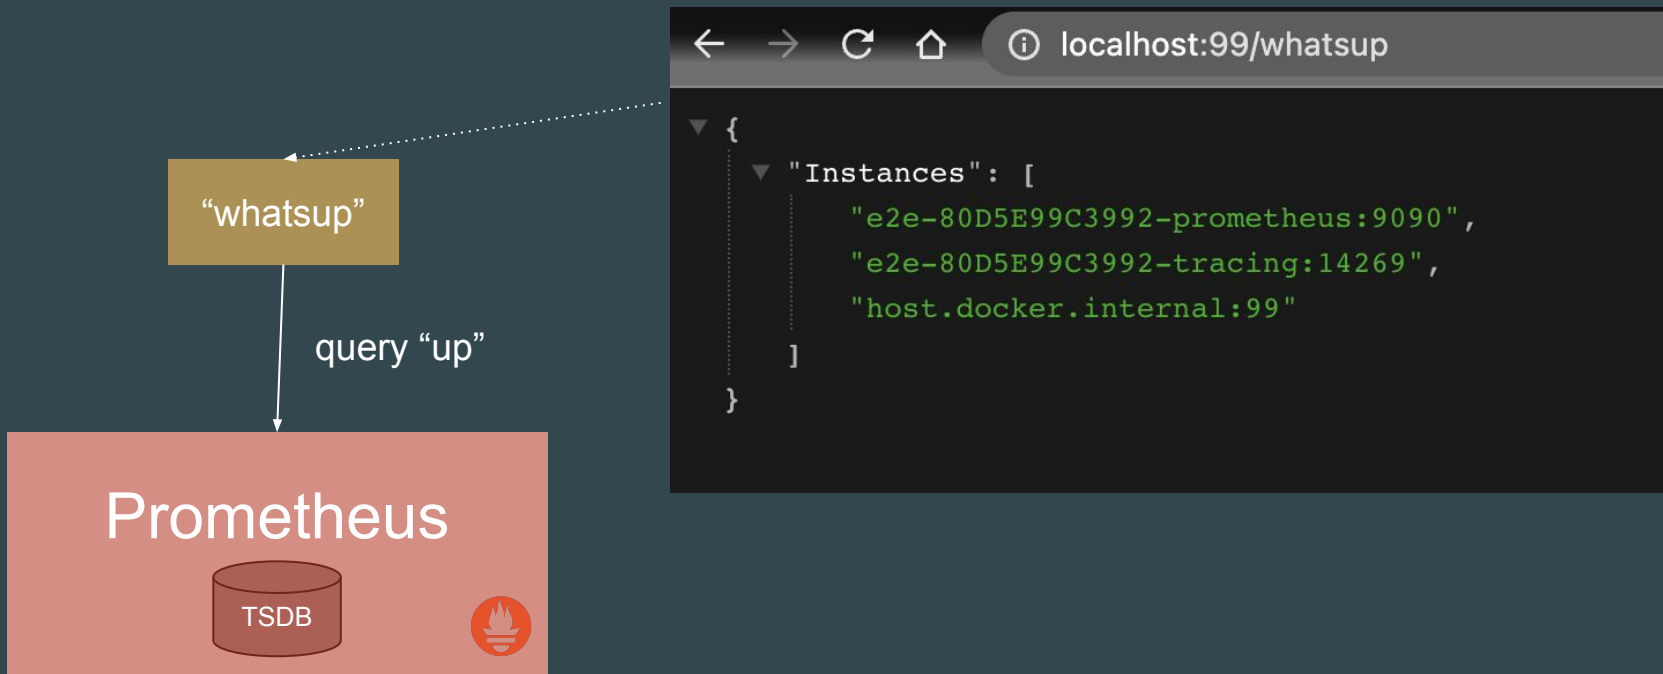 localhost:99/whatsup
{
"Instances": [
"e2e-80D5E99C3992-prometheus:9090",
"e2e-80D5E99C3992-tracing:14269",
"host.docker.internal:99"
]
}
“whatsup”
query “up”
Prometheus
TSDB